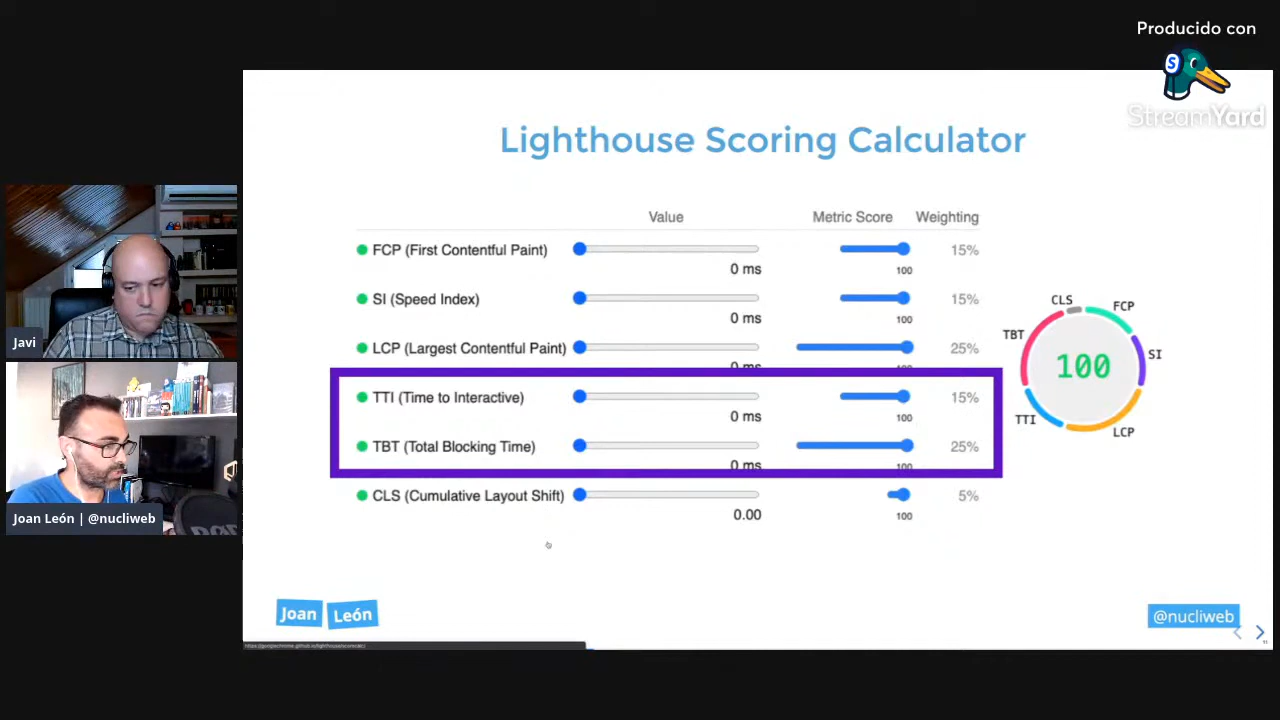 Producido con
StreamYard
Lighthouse Scoring Calculator
Value Metric Score Weighting
FCP (First Contentful Paint) 15%
0 ms 100
SI (Speed Index) 15%
0 ms 100
LCP (Largest Contentful Paint) 25%
0 ms
TTI (Time to Interactive) 15%
0 ms 100
TBT (Total Blocking Time) 25%
0 ms 100
CLS (Cumulative Layout Shift) 5%
0.00 100
CLS
FCP
TBT
SI
100
TTI
LCP
Javi
Joan León | @nucliweb
Joan León
@nucliweb